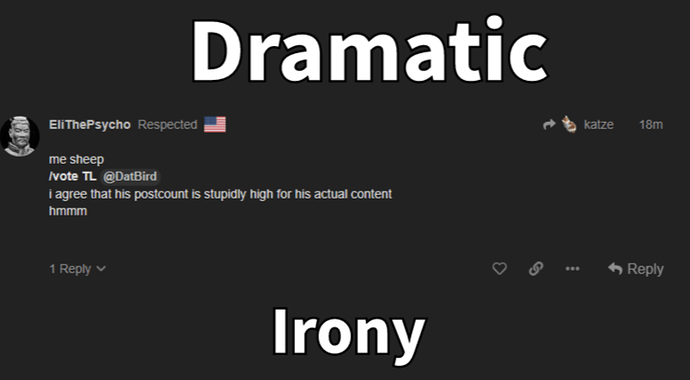 Dramatic
EliThePsycho Respected katze 18m
me sheep
/vote TL @DatBird
i agree that his postcount is stupidly high for his actual content
hmmm
1 Reply Reply
Irony